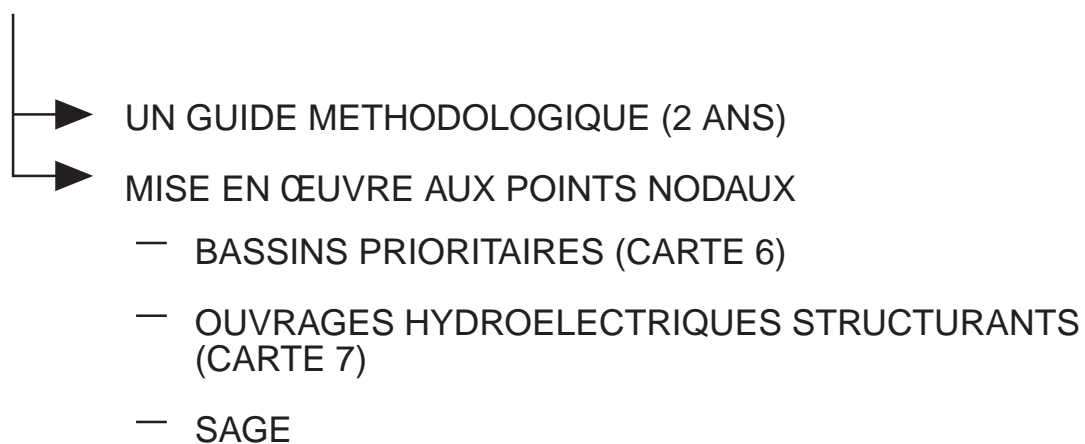 UN GUIDE METHODOLOGIQUE (2 ANS)
MISE EN ŒUVRE AUX POINTS NODAUX
— BASSINS PRIORITAIRES (CARTE 6)
— OUVRAGES HYDROELECTRIQUES STRUCTURANTS
(CARTE 7)
— SAGE